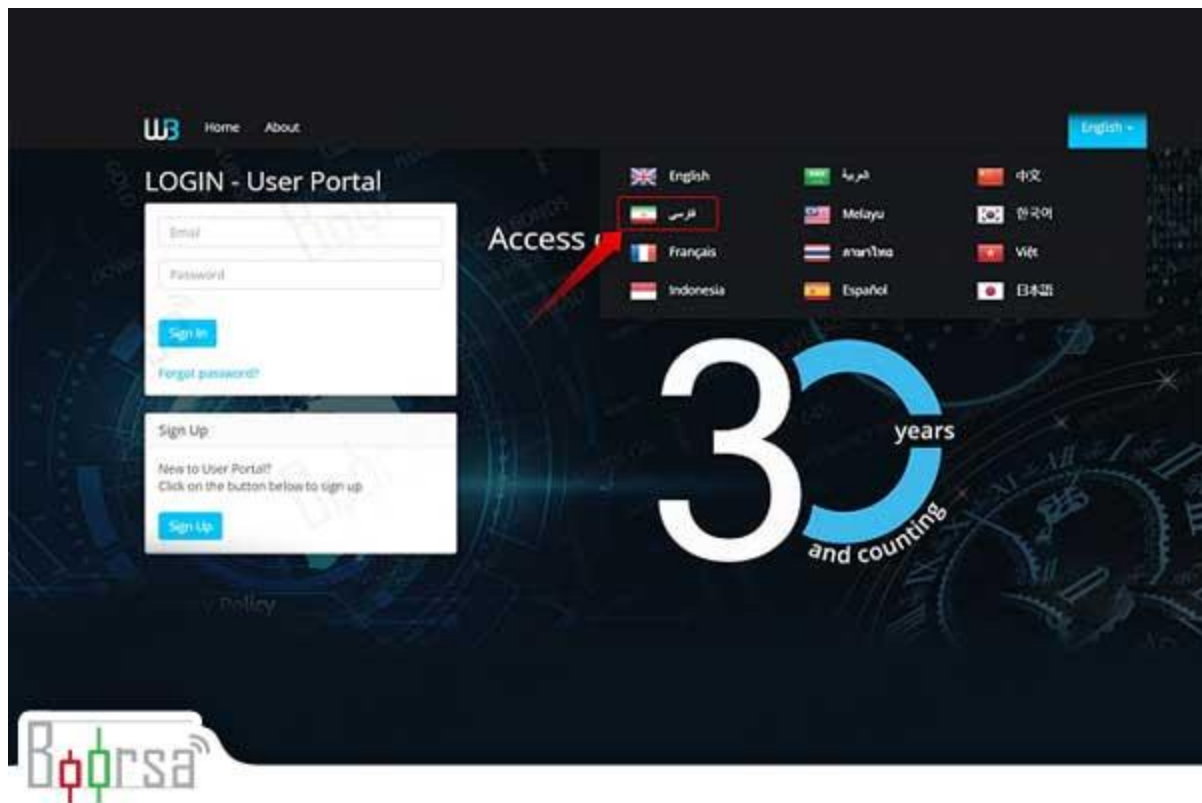 WB Home About English
LOGIN - User Portal
Email
Password
Sign In
Forgot password?
Sign Up
New to User Portal?
Click on the button below to sign up
Sign Up
Access
English العربية 中文
فارسی Melayu 한국어
Français ภาษาไทย Việt
Indonesia Español 日本語
30
years
and counting
Policy
Boorsa